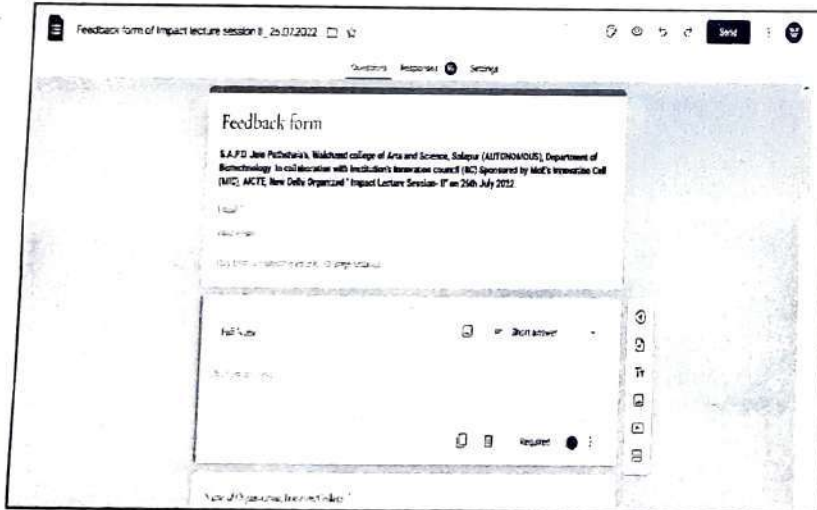 Feedback form of Impact lecture session II_ 25.07.2022
Send
Questions Responses Settings
Feedback form
S.A.P.D. Jain Pathshala's, Walchand college of Arts and Science, Solapur (AUTONOMOUS), Department of
Biotechnology In collaboration with Institution's Innovation council (IIC) Sponsored by MoE's Innovation Cell
(MIC), AICTE, New Delhi Organized " Impact Lecture Session- II" on 25th July 2022.
Email *
Full Name
Short answer
Required